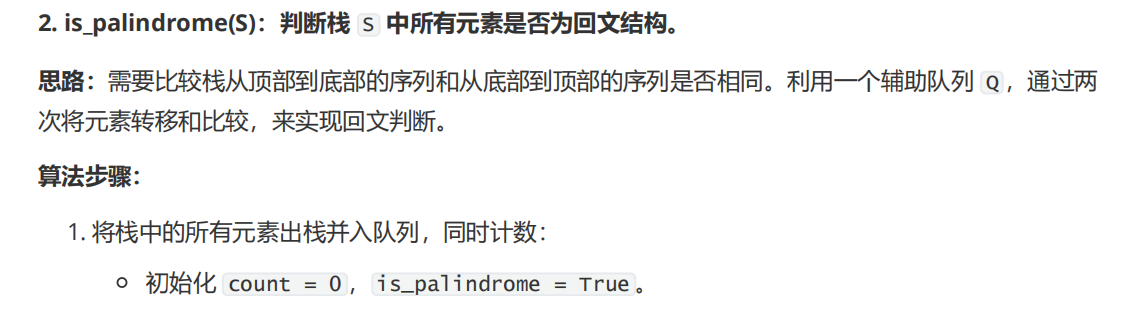 2. is_palindrome(S)：判断栈 S 中所有元素是否为回文结构。
思路：需要比较栈从顶部到底部的序列和从底部到顶部的序列是否相同。利用一个辅助队列 Q，通过两
次将元素转移和比较，来实现回文判断。
算法步骤：
1. 将栈中的所有元素出栈并入队列，同时计数：
○ 初始化 count = 0，is_palindrome = True。